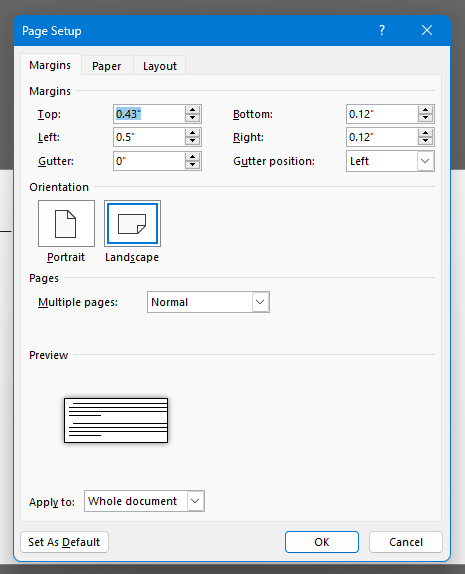 Page Setup ?
Margins Paper Layout
Margins
Top: 0.43" Bottom: 0.12"
Left: 0.5" Right: 0.12"
Gutter: 0" Gutter position: Left
Orientation
Portrait Landscape
Pages
Multiple pages: Normal
Preview
Apply to: Whole document
Set As Default OK Cancel